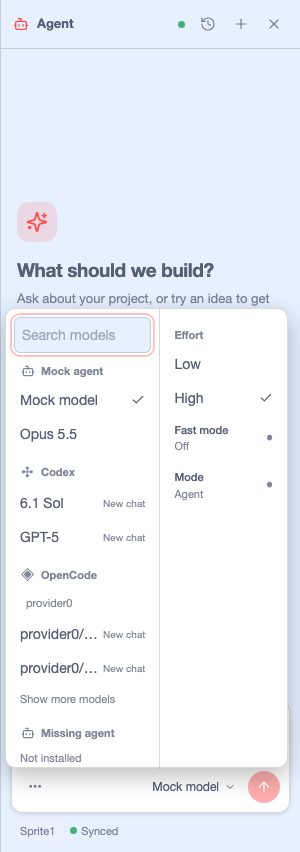 Agent
What should we build?
Ask about your project, or try an idea to get
Search models
Mock agent
Mock model
Opus 5.5
Codex
6.1 Sol New chat
GPT-5 New chat
OpenCode
provider0
provider0/... New chat
provider0/... New chat
Show more models
Missing agent
Not installed
Effort
Low
High
Fast mode
Off
Mode
Agent
Mock model
Sprite1 Synced